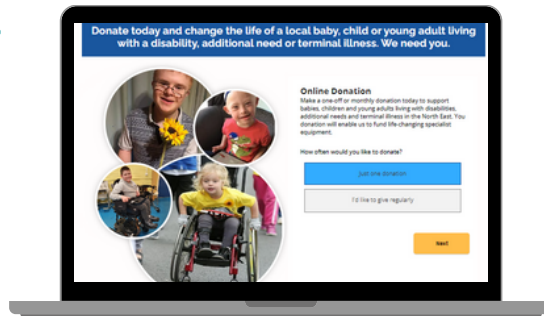 Donate today and change the life of a local baby, child or young adult living
with a disability, additional need or terminal illness. We need you.
Online Donation
Make a one-off or monthly donation today to support
babies, children and young adults living with disabilities,
additional needs and terminal illness in the North East. You
donation will enable us to fund life-changing specialist
equipment.
How often would you like to donate?
Just one donation
I'd like to give regularly
Next